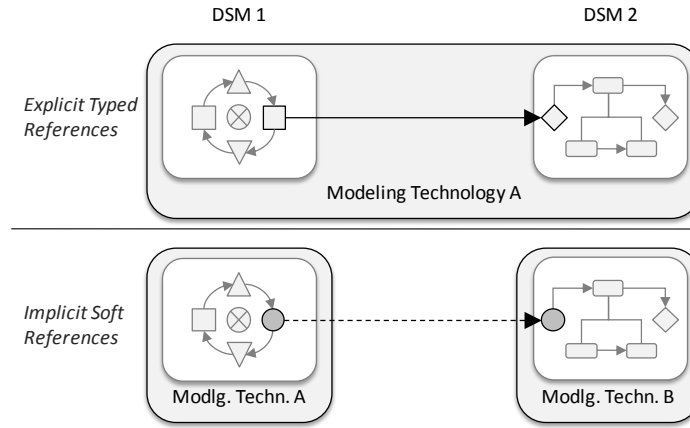 DSM 1
DSM 2
Explicit Typed
References
Modeling Technology A
Implicit Soft
References
Modlg. Techn. A
Modlg. Techn. B